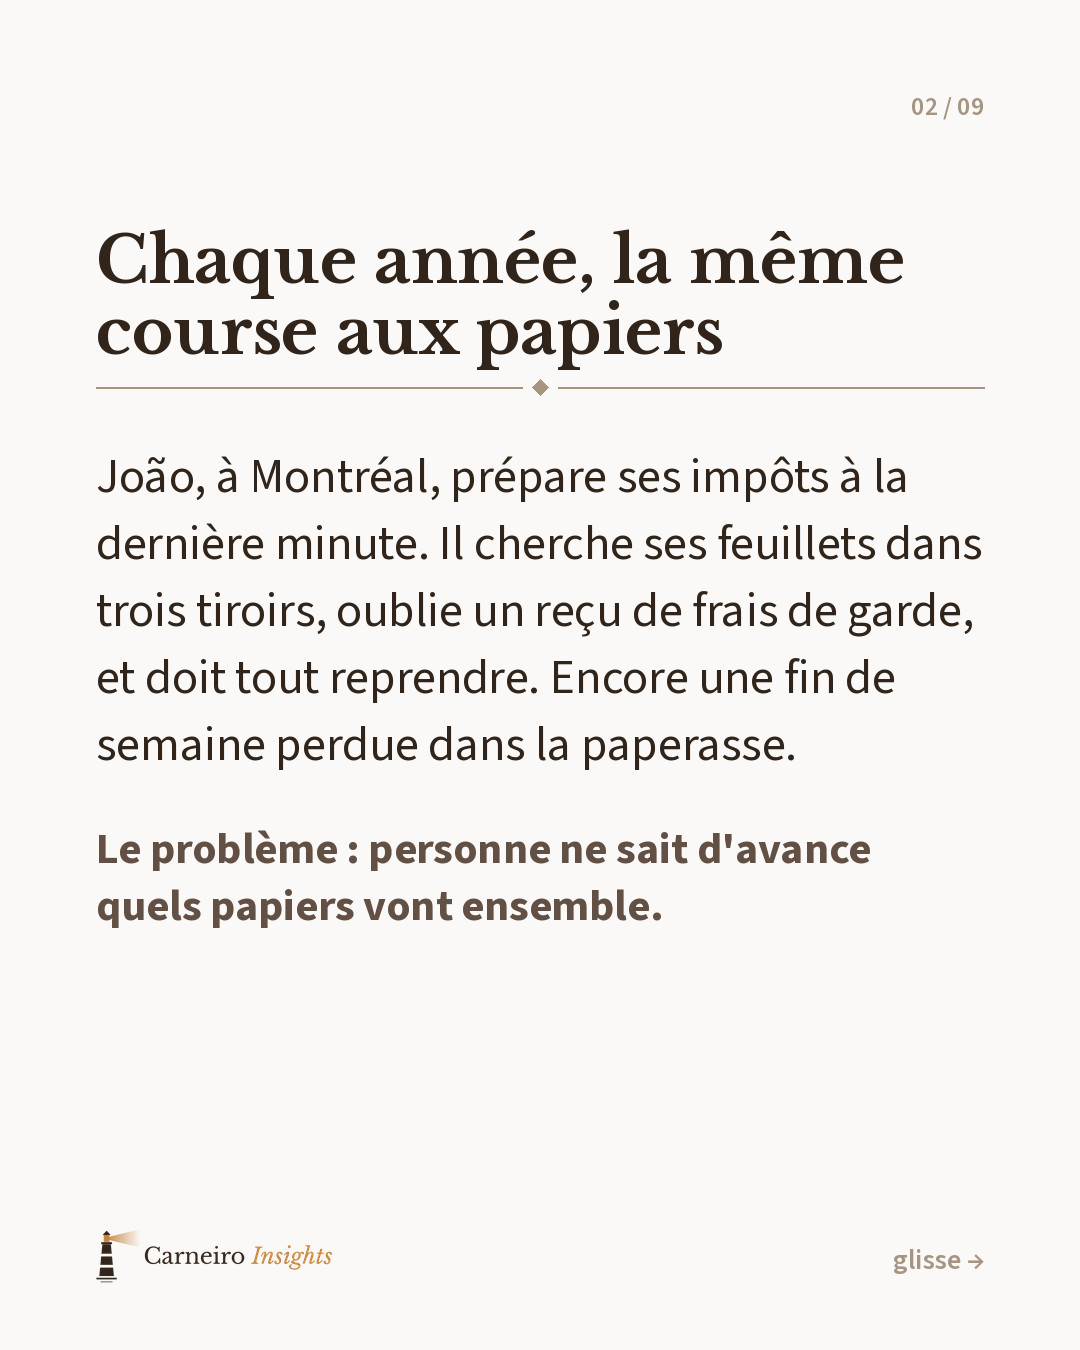 02 / 09
Chaque année, la même
course aux papiers
João, à Montréal, prépare ses impôts à la
dernière minute. Il cherche ses feuillets dans
trois tiroirs, oublie un reçu de frais de garde,
et doit tout reprendre. Encore une fin de
semaine perdue dans la paperasse.
Le problème : personne ne sait d'avance
quels papiers vont ensemble.
Carneiro Insights
glisse →